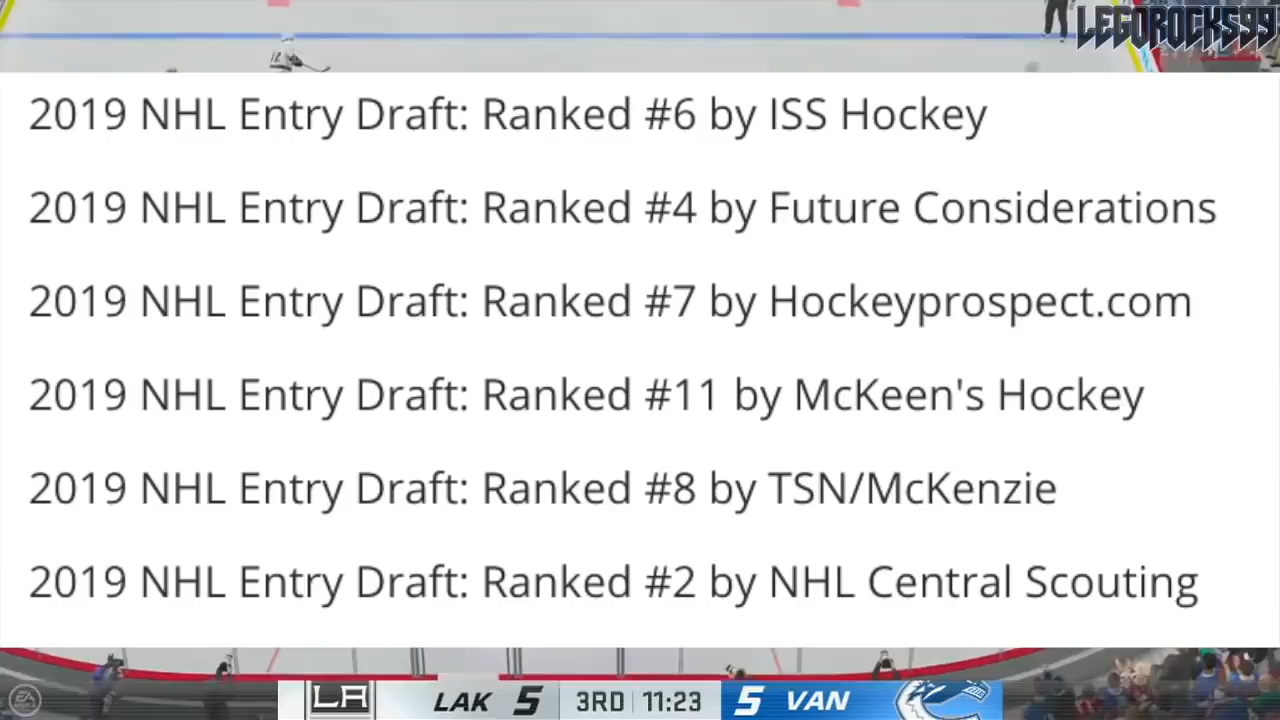 LEGOROCKS99
2019 NHL Entry Draft: Ranked #6 by ISS Hockey
2019 NHL Entry Draft: Ranked #4 by Future Considerations
2019 NHL Entry Draft: Ranked #7 by Hockeyprospect.com
2019 NHL Entry Draft: Ranked #11 by McKeen's Hockey
2019 NHL Entry Draft: Ranked #8 by TSN/McKenzie
2019 NHL Entry Draft: Ranked #2 by NHL Central Scouting
EA
SPORTS
LA LAK 5 3RD 11:23 5 VAN